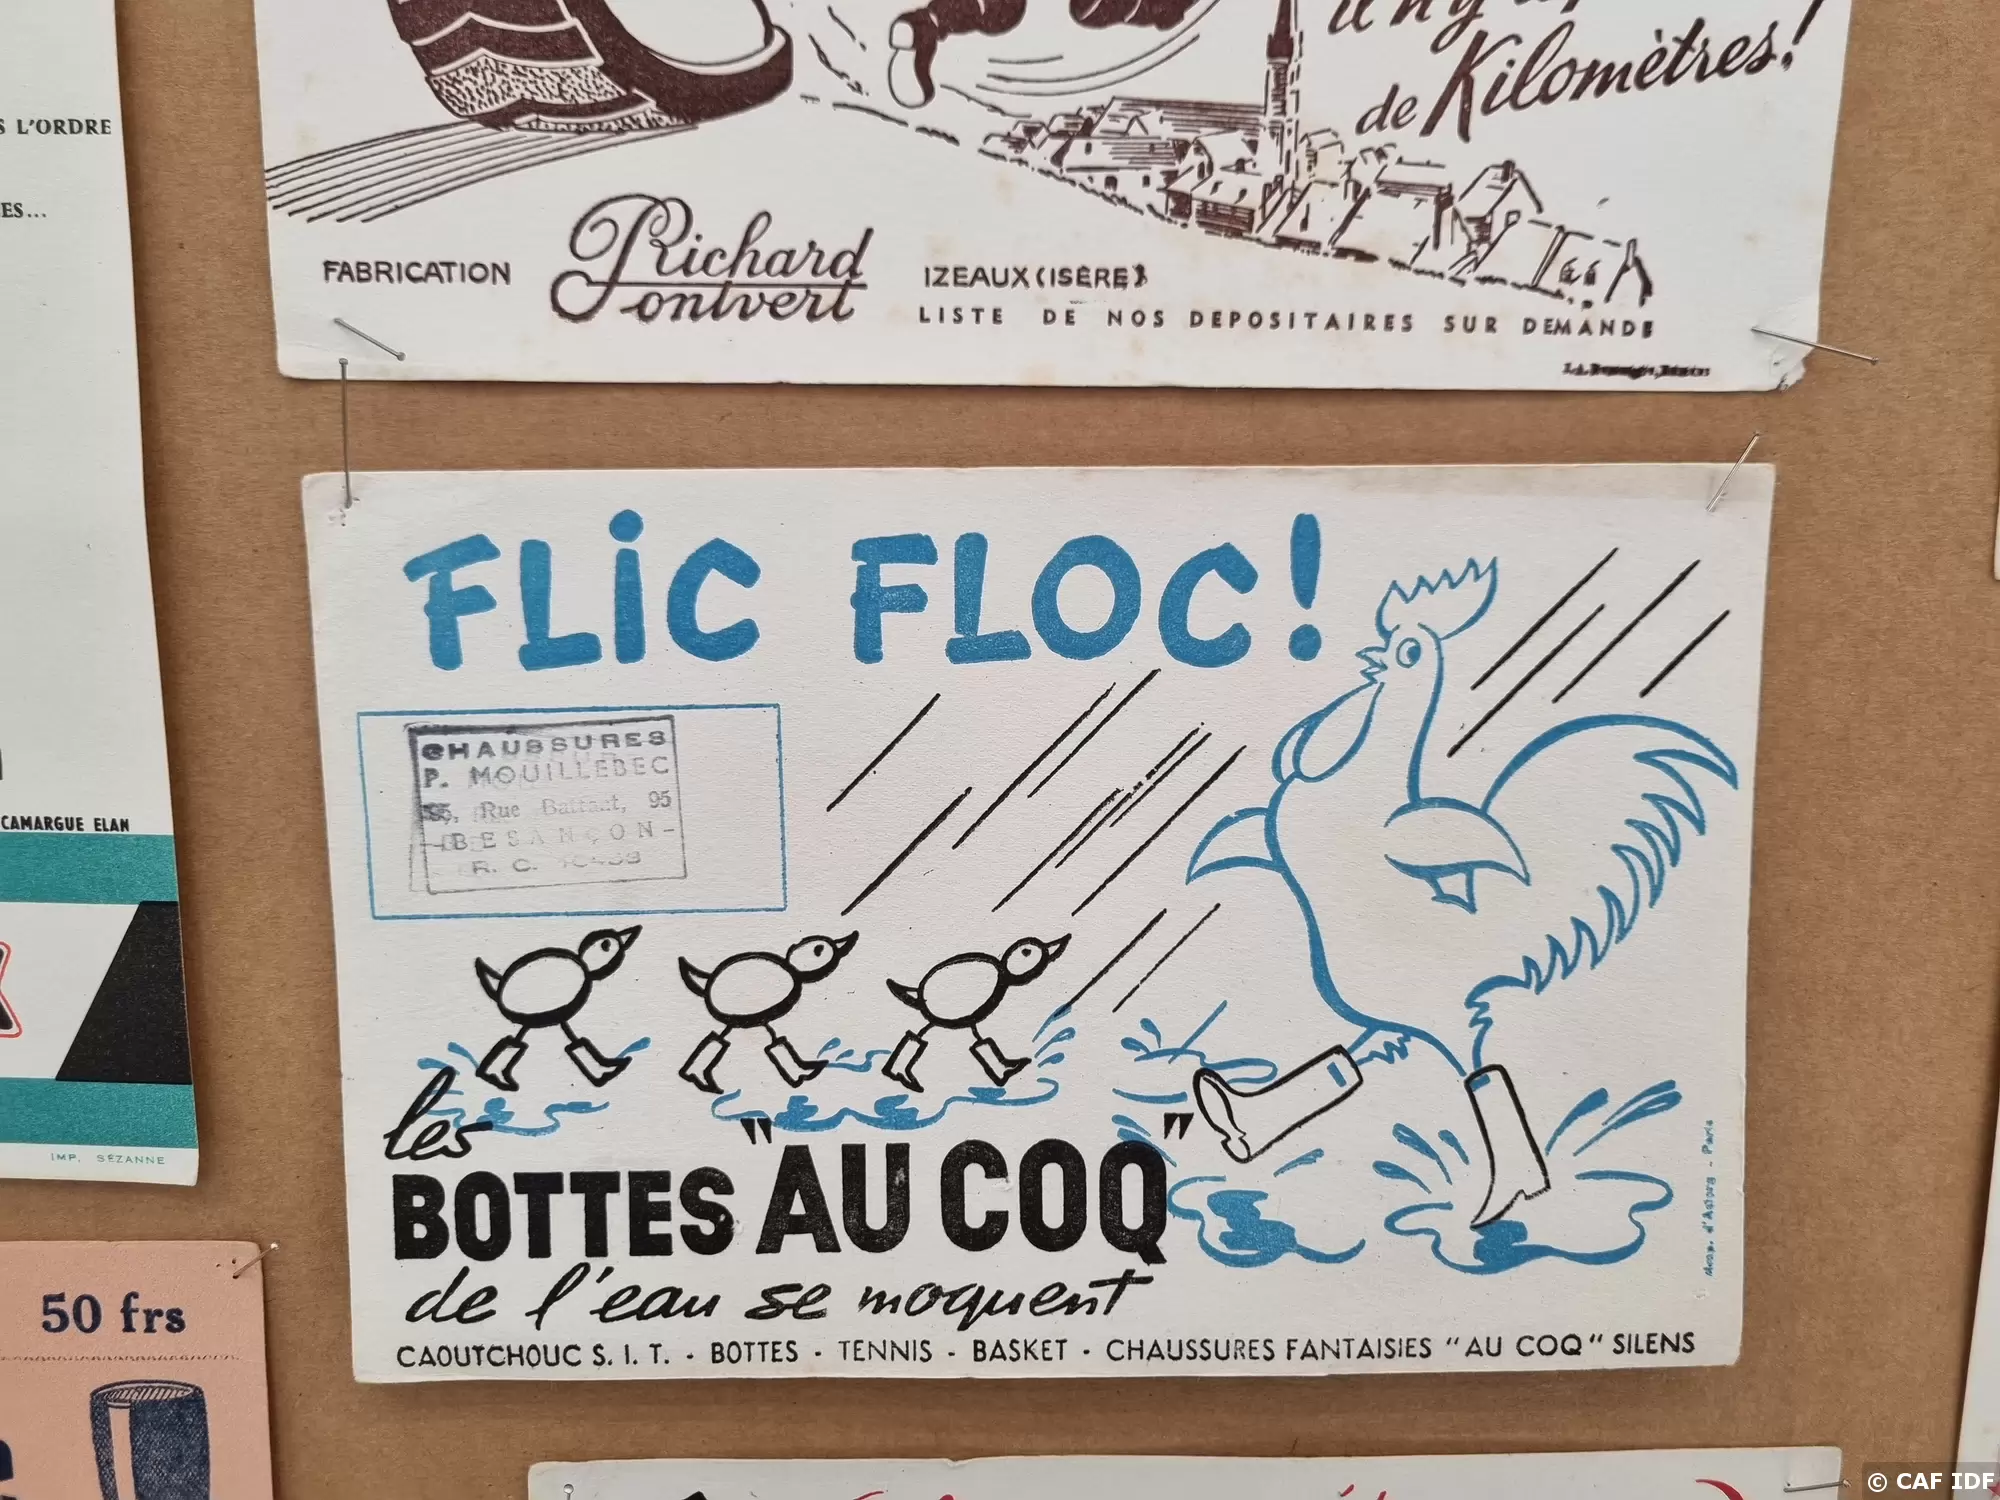 S L'ORDRE
ES...
CAMARGUE ELAN
IMP. SEZANNE
50 frs
de Kilomètres!
FABRICATION
Richard
Pontvert
IZEAUX (ISÈRE)
LISTE DE NOS DEPOSITAIRES SUR DEMANDE
FLiC FLOC!
CHAUSSURES
P. MOUILLEBEC
95, Rue Battant, 95
-BESANÇON-
R. C.
les
BOTTES "AU COQ"
de l'eau se moquent
CAOUTCHOUC S. I. T. - BOTTES - TENNIS - BASKET - CHAUSSURES FANTAISIES "AU COQ" SILENS
© CAF IDF